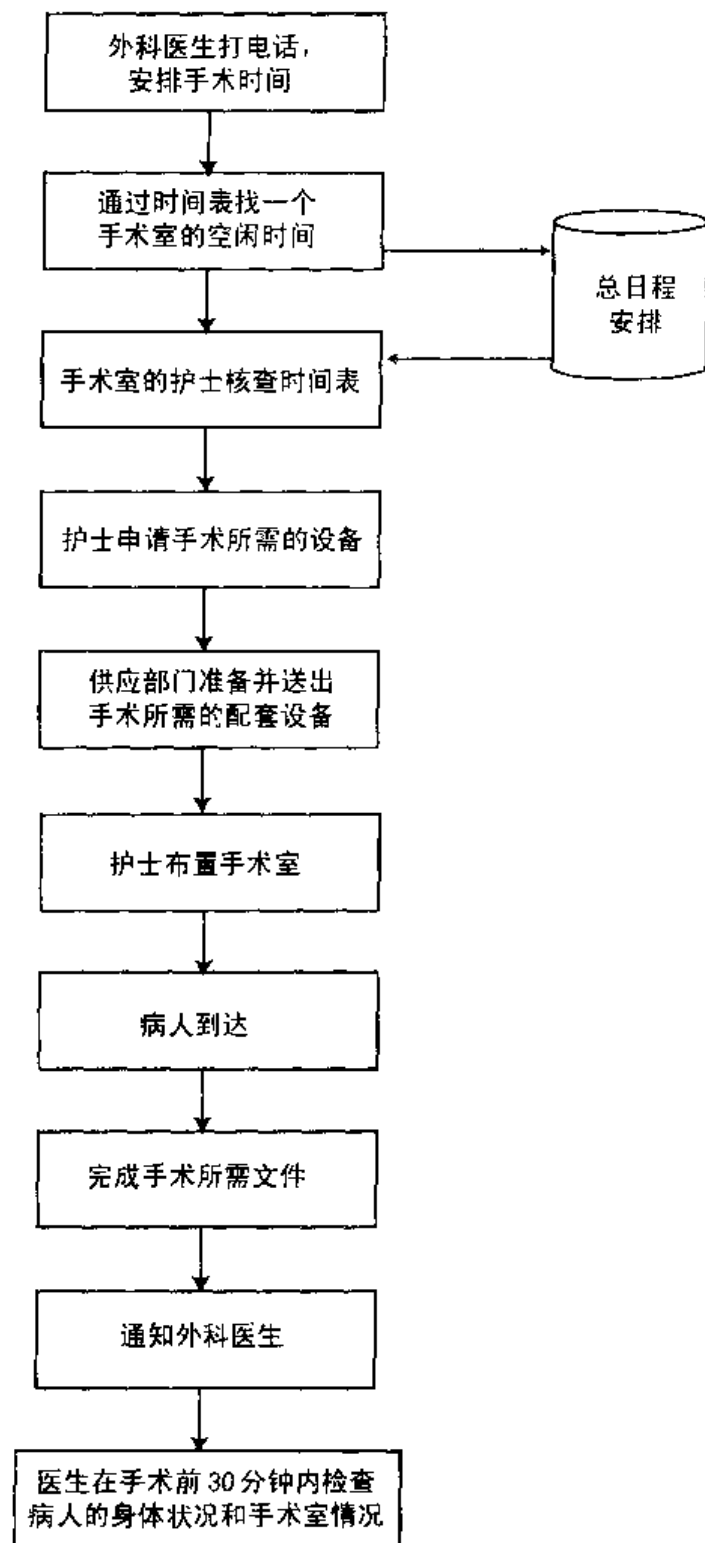 外科医生打电话，
安排手术时间
通过时间表找一个
手术室的空闲时间
总日程
安排
手术室的护士核查时间表
护士申请手术所需的设备
供应部门准备并送出
手术所需的配套设备
护士布置手术室
病人到达
完成手术所需文件
通知外科医生
医生在手术前30分钟内检查
病人的身体状况和手术室情况